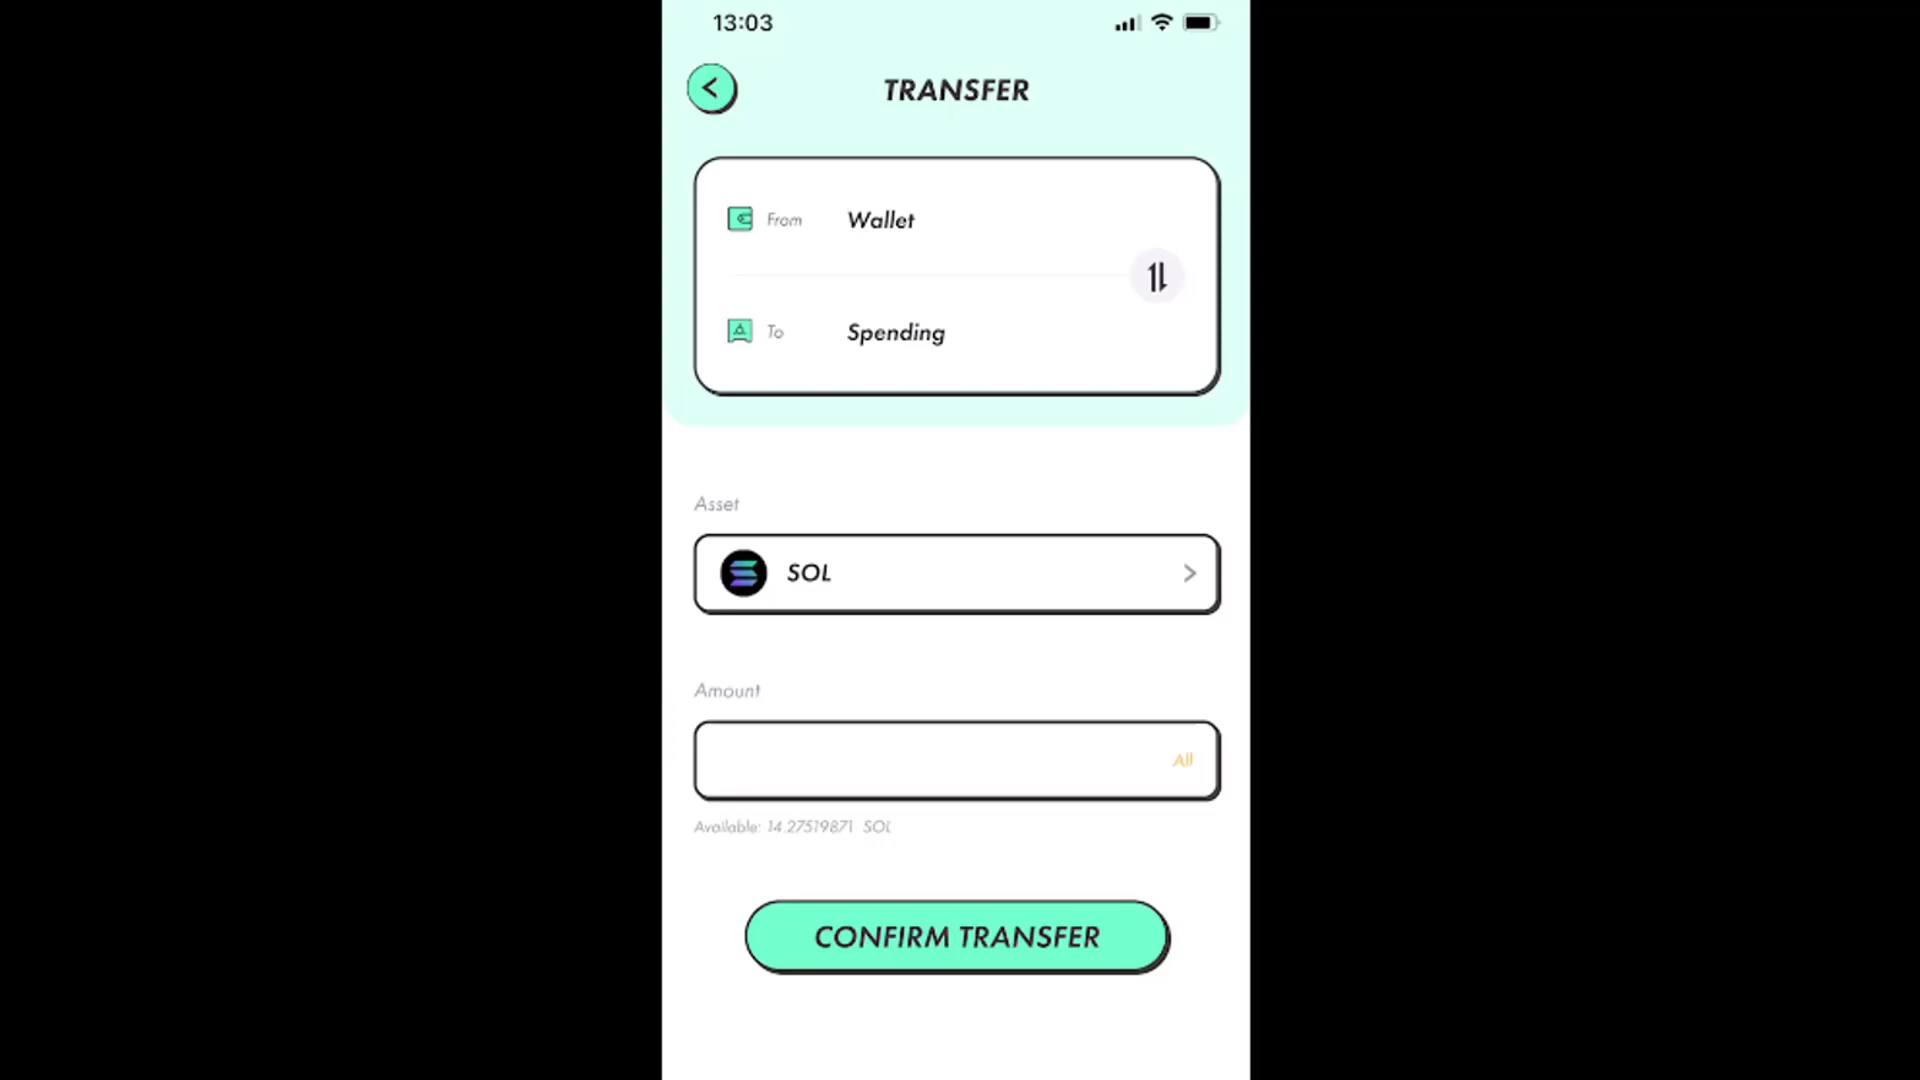 13:03
TRANSFER
From Wallet
To Spending
Asset
SOL
Amount
All
Available: 14.27519871 SOL
CONFIRM TRANSFER